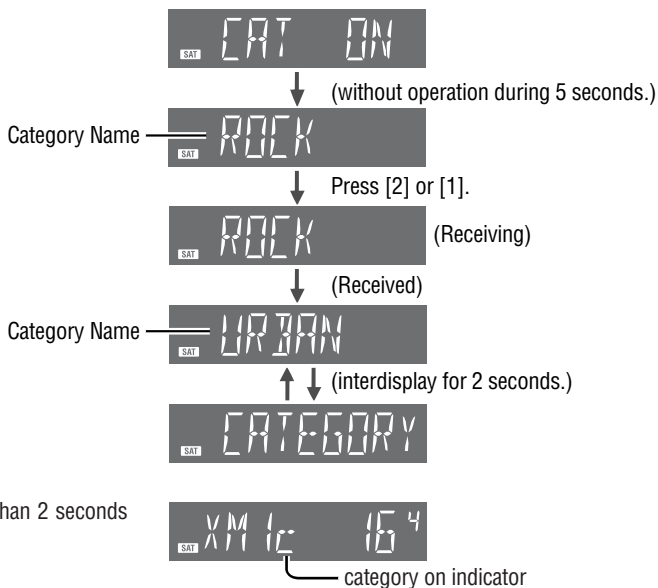 SAT CAT ON
(without operation during 5 seconds.)
Category Name
SAT ROCK
Press [2] or [1].
SAT ROCK
(Receiving)
(Received)
Category Name
SAT URBAN
(interdisplay for 2 seconds.)
SAT CATEGORY
han 2 seconds
SAT XM 1c 16 4
category on indicator